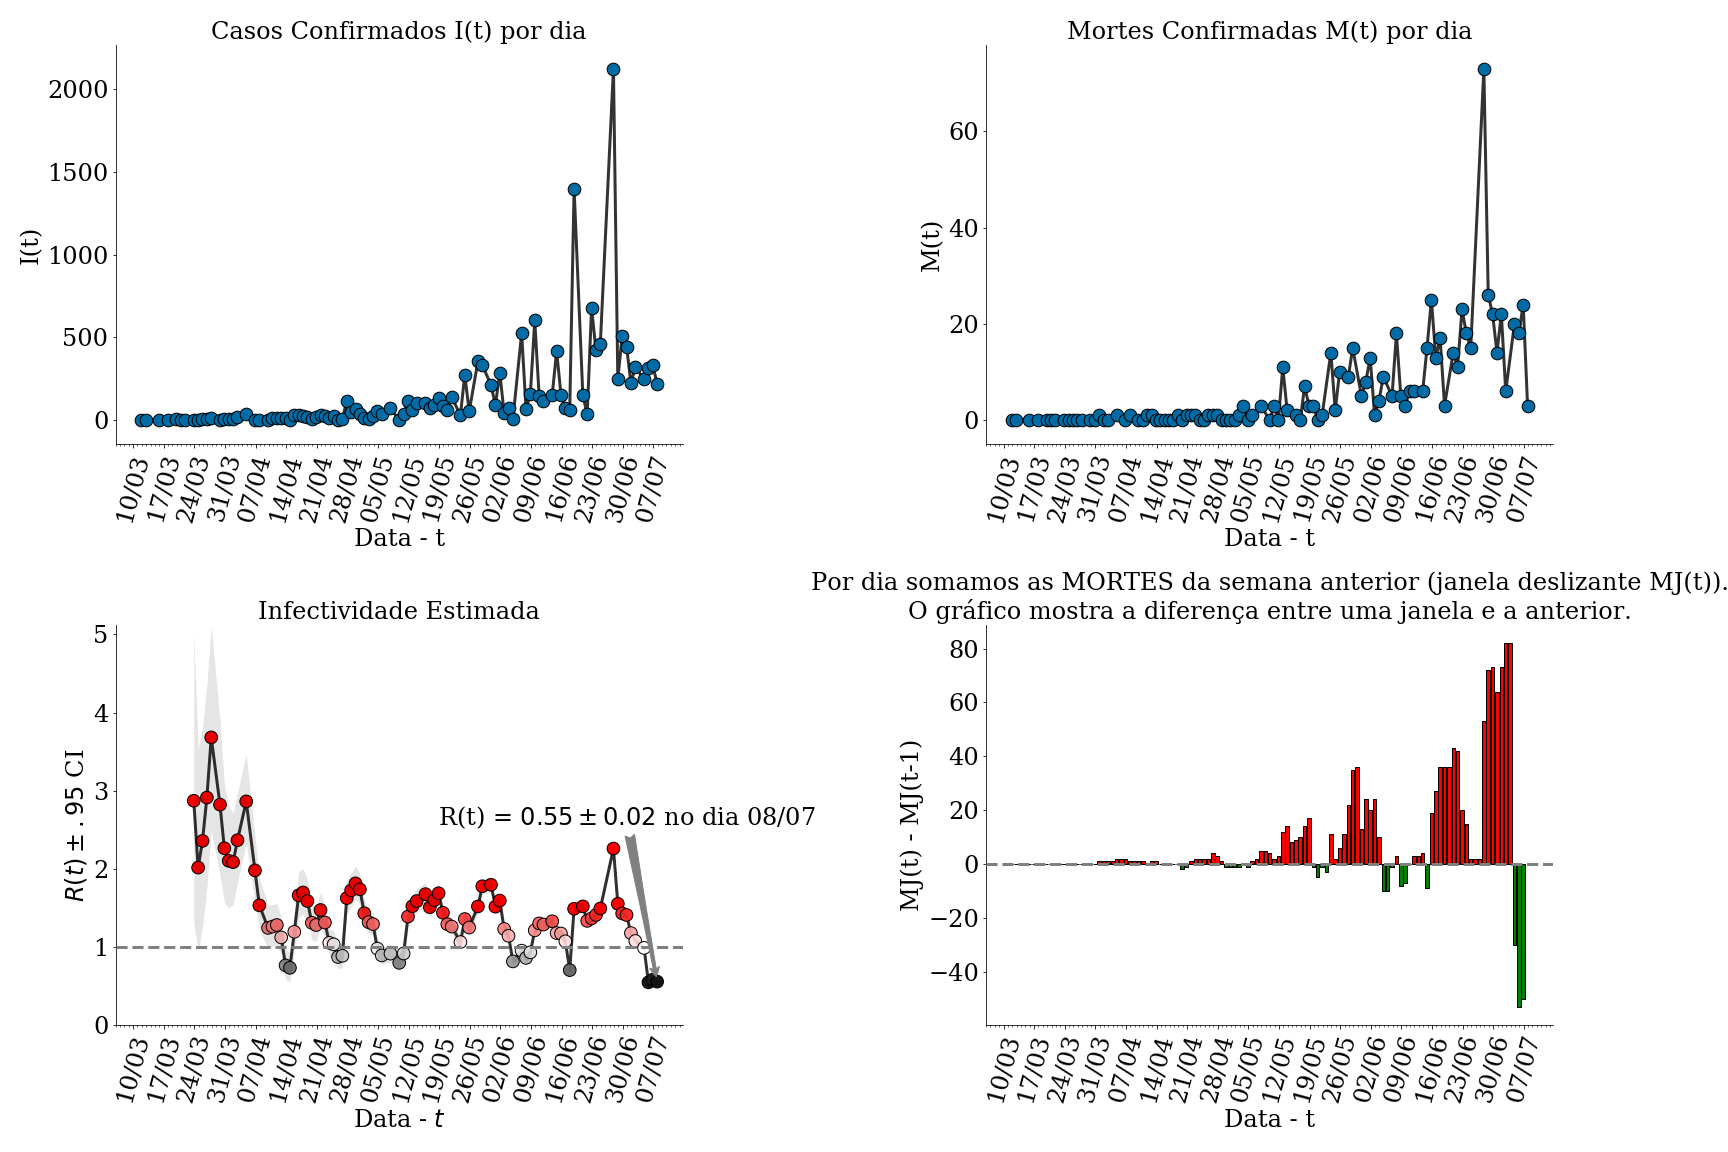 Casos Confirmados I(t) por dia
2000
1500
1000
500
0
I(t)
10/03 17/03 24/03 31/03 07/04 14/04 21/04 28/04 05/05 12/05 19/05 26/05 02/06 09/06 16/06 23/06 30/06 07/07
Data - t
Mortes Confirmadas M(t) por dia
60
40
20
0
M(t)
10/03 17/03 24/03 31/03 07/04 14/04 21/04 28/04 05/05 12/05 19/05 26/05 02/06 09/06 16/06 23/06 30/06 07/07
Data - t
Infectividade Estimada
5
4
3
2
1
0
R(t) ± .95 CI
R(t) = 0.55 ± 0.02 no dia 08/07
10/03 17/03 24/03 31/03 07/04 14/04 21/04 28/04 05/05 12/05 19/05 26/05 02/06 09/06 16/06 23/06 30/06 07/07
Data - t
Por dia somamos as MORTES da semana anterior (janela deslizante MJ(t)).
O gráfico mostra a diferença entre uma janela e a anterior.
80
60
40
20
0
−20
−40
MJ(t) - MJ(t-1)
10/03 17/03 24/03 31/03 07/04 14/04 21/04 28/04 05/05 12/05 19/05 26/05 02/06 09/06 16/06 23/06 30/06 07/07
Data - t